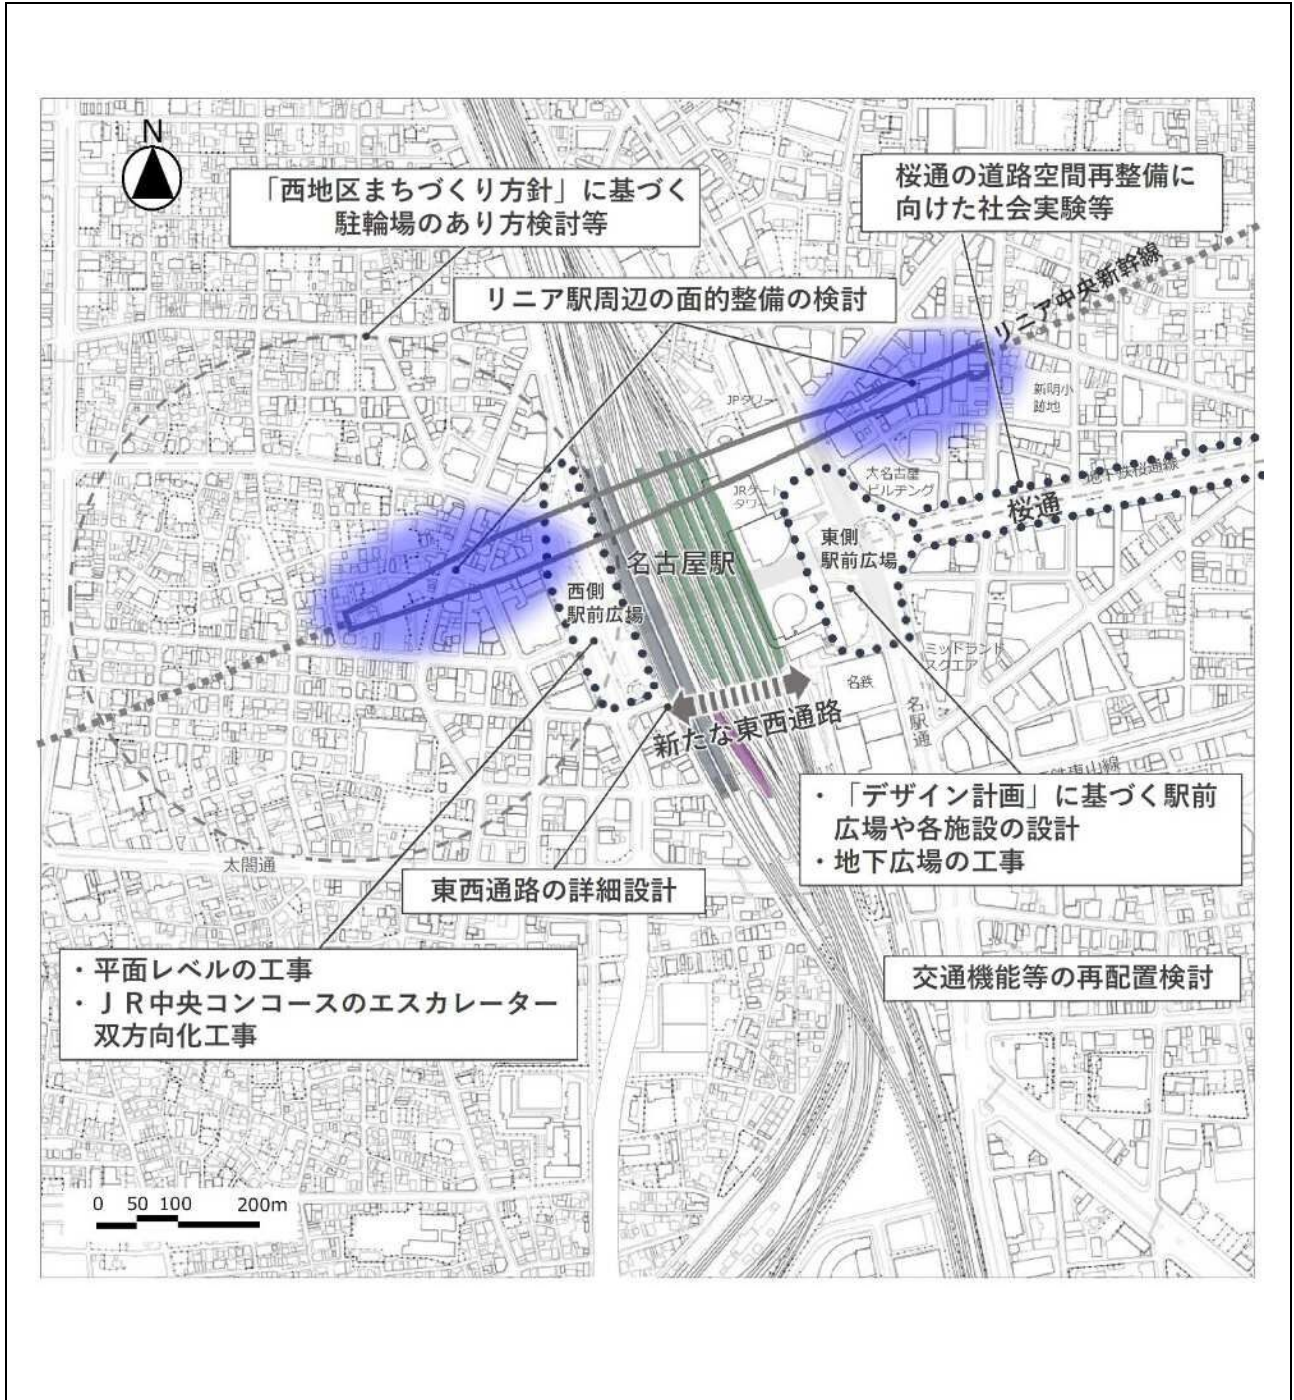 N
「西地区まちづくり方針」に基づく
駐輪場のあり方検討等
桜通の道路空間再整備に
向けた社会実験等
リニア駅周辺の面的整備の検討
リニア中央新幹線
JPタワー
新明小
跡地
大名古屋
ビルヂング
地下鉄桜通線
JRゲート
タワー
桜通
東側
駅前広場
名古屋駅
西側
駅前広場
ミッドランド
スクエア
名鉄
名駅通
新たな東西通路
鉄東山線
・「デザイン計画」に基づく駅前
広場や各施設の設計
・地下広場の工事
太閤通
東西通路の詳細設計
・平面レベルの工事
・ＪＲ中央コンコースのエスカレーター
双方向化工事
交通機能等の再配置検討
0 50 100 200m